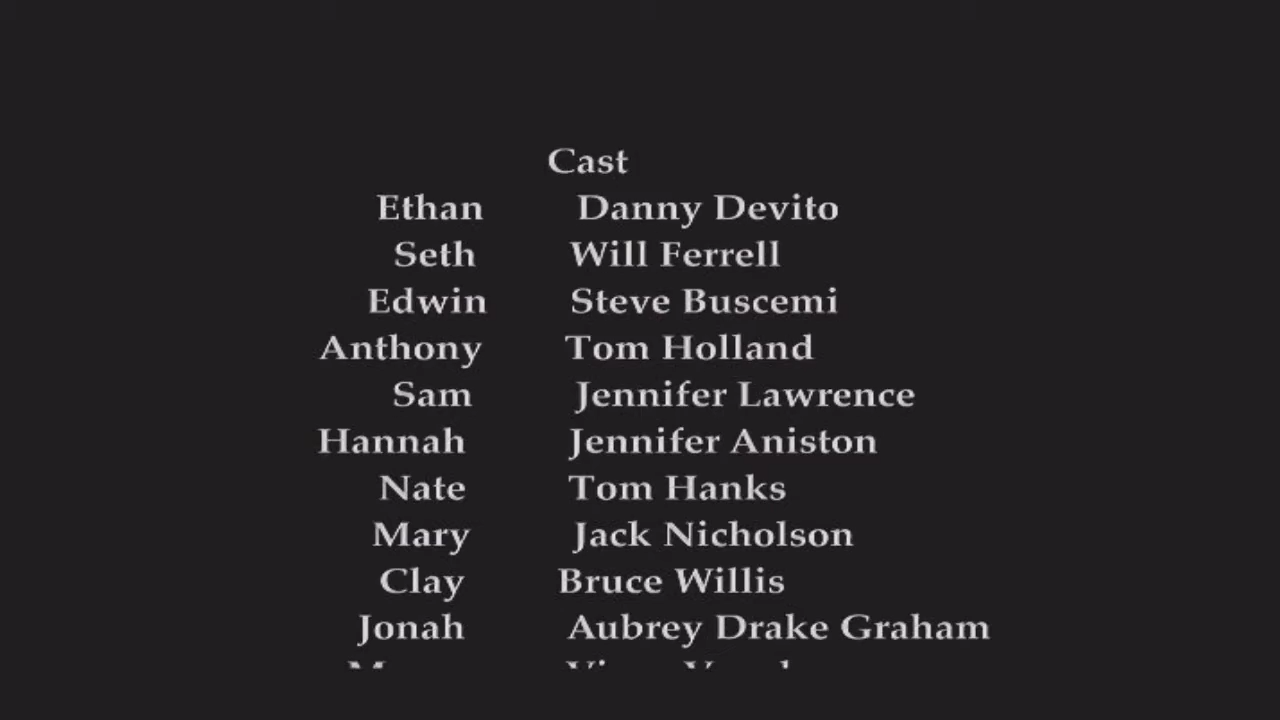 Cast
Ethan Danny Devito
Seth Will Ferrell
Edwin Steve Buscemi
Anthony Tom Holland
Sam Jennifer Lawrence
Hannah Jennifer Aniston
Nate Tom Hanks
Mary Jack Nicholson
Clay Bruce Willis
Jonah Aubrey Drake Graham